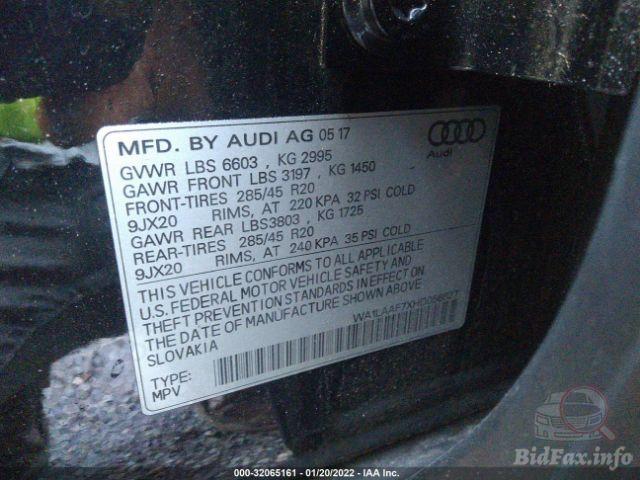 MFD. BY AUDI AG 05 17
GVWR LBS 6603 , KG 2995
GAWR FRONT LBS 3197 , KG 1450
FRONT-TIRES 285/45 R20
9JX20 RIMS, AT 220 KPA 32 PSI COLD
GAWR REAR LBS3803 , KG 1725
REAR-TIRES 285/45 R20
9JX20 RIMS, AT 240 KPA 35 PSI COLD
THIS VEHICLE CONFORMS TO ALL APPLICABLE
U.S. FEDERAL MOTOR VEHICLE SAFETY AND
THEFT PREVENTION STANDARDS IN EFFECT ON
THE DATE OF MANUFACTURE SHOWN ABOVE.
SLOVAKIA
TYPE:
MPV
Audi
BidFax.info
000-32065161 - 01/20/2022 - IAA Inc.